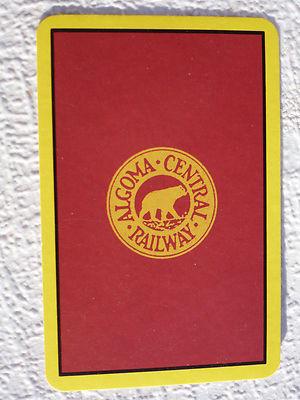 ALGOMA · CENTRAL · RAILWAY ·